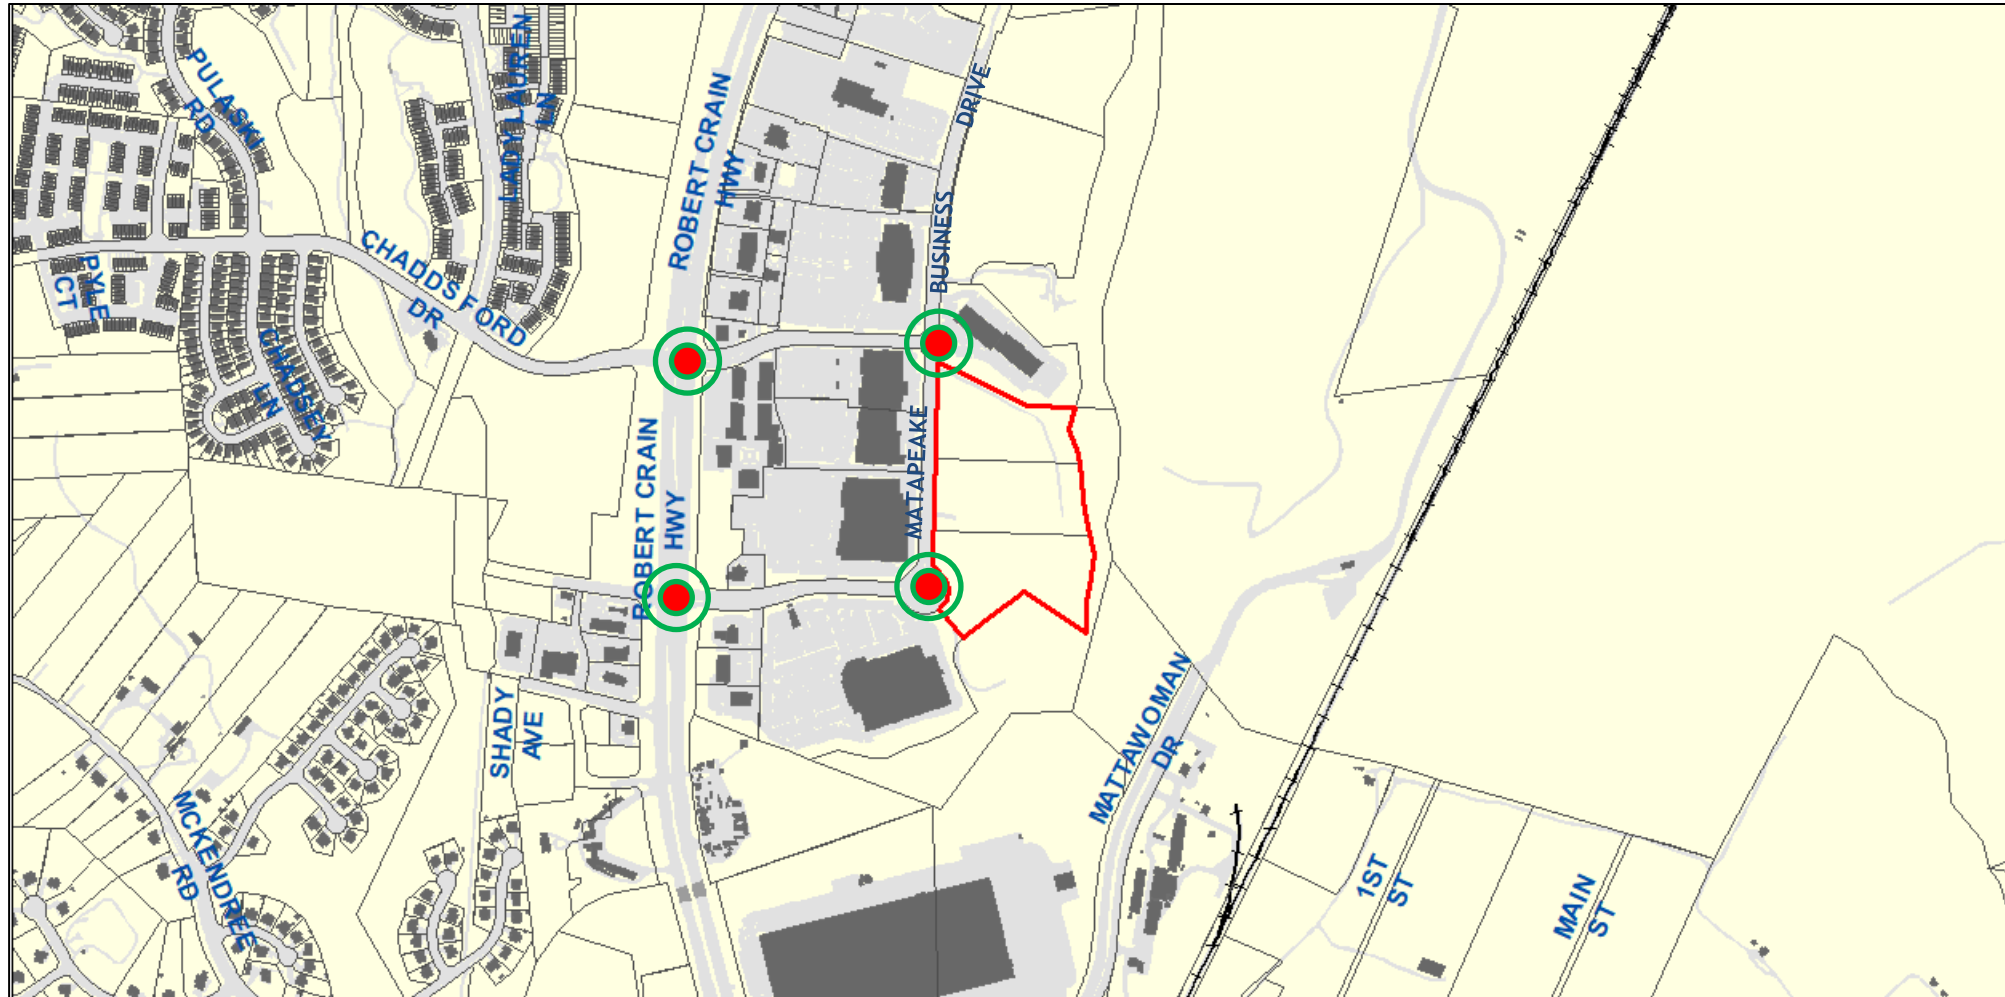 PULASKI
RD
LADY LAUREN
LN
ROBERT CRAIN
HWY
MATAPEAKE BUSINESS DRIVE
CHADDS FORD
DR
PYLE
CT
CHADSEY
LN
ROBERT CRAIN
HWY
SHADY
AVE
MATTAWOMAN
DR
MCKENDREE
RD
1ST
ST
MAIN
ST